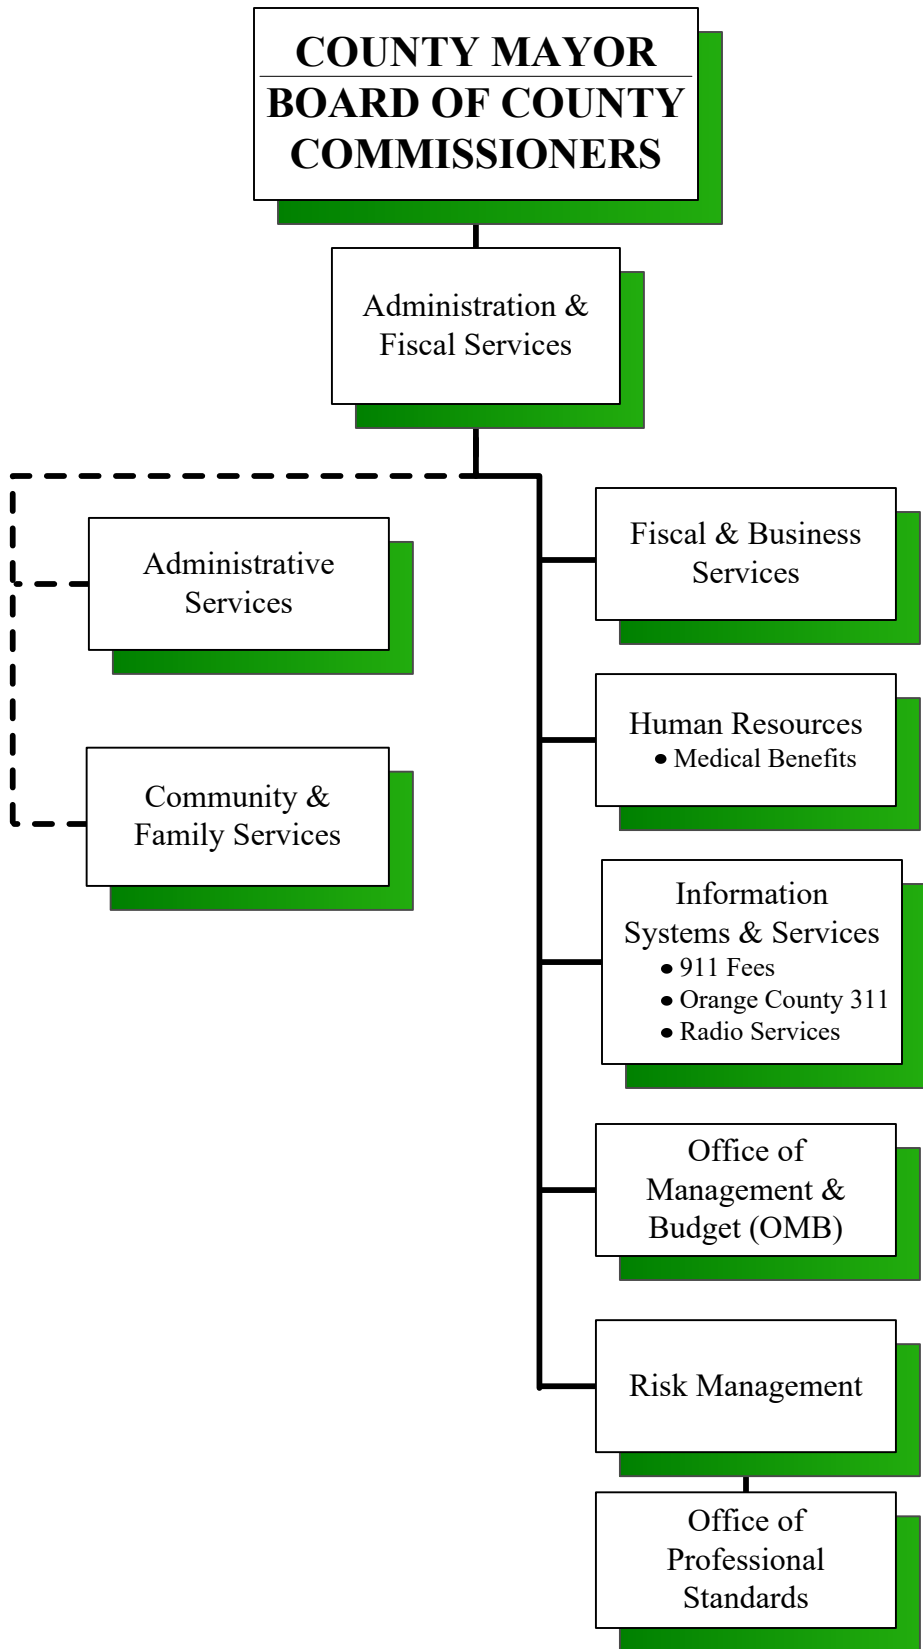 COUNTY MAYOR
BOARD OF COUNTY
COMMISSIONERS
Administration &
Fiscal Services
Administrative
Services
Community &
Family Services
Fiscal & Business
Services
Human Resources
• Medical Benefits
Information
Systems & Services
• 911 Fees
• Orange County 311
• Radio Services
Office of
Management &
Budget (OMB)
Risk Management
Office of
Professional
Standards